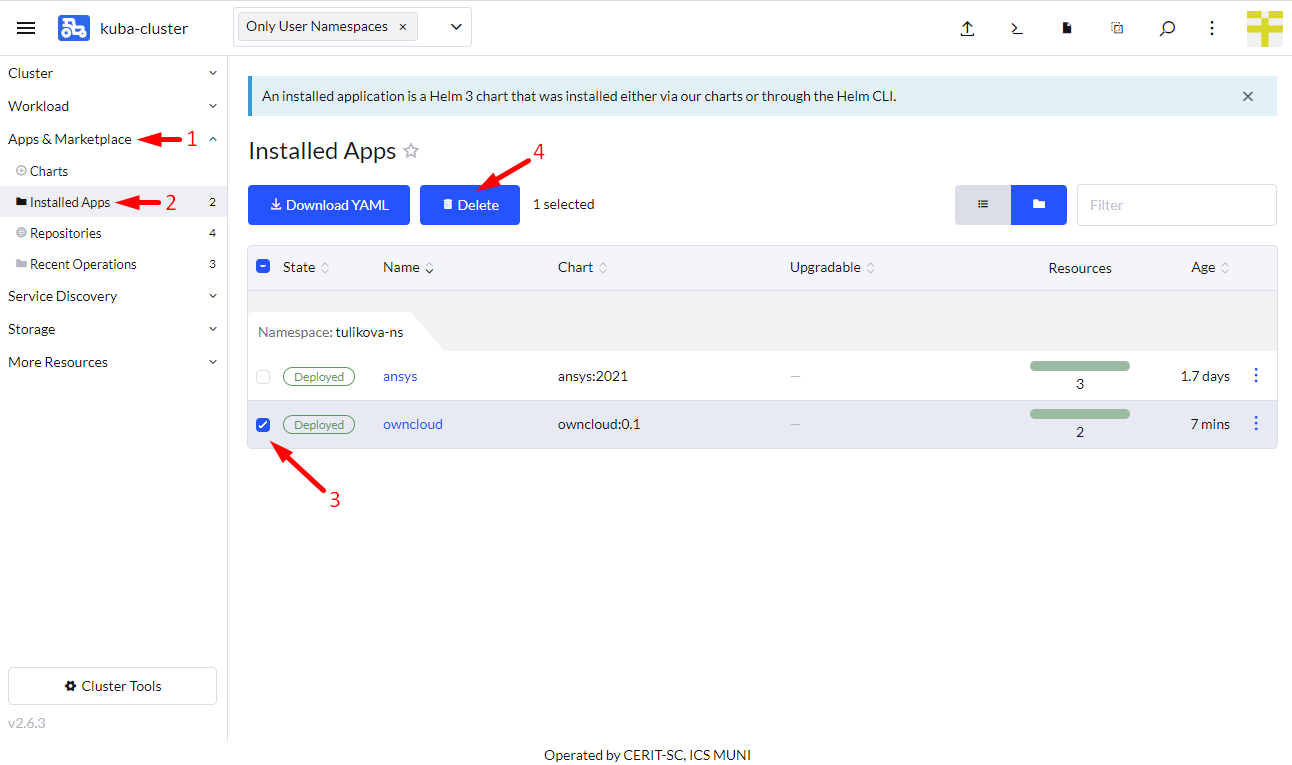 kuba-cluster
Only User Namespaces ×
Cluster
Workload
Apps & Marketplace 1
Charts
Installed Apps 2 2
Repositories 4
Recent Operations 3
Service Discovery
Storage
More Resources
Cluster Tools
v2.6.3
An installed application is a Helm 3 chart that was installed either via our charts or through the Helm CLI.
Installed Apps
4
Download YAML Delete 1 selected Filter
State Name Chart Upgradable Resources Age
Namespace: tulikova-ns
Deployed ansys ansys:2021 — 3 1.7 days
Deployed owncloud owncloud:0.1 — 2 7 mins
3
Operated by CERIT-SC, ICS MUNI